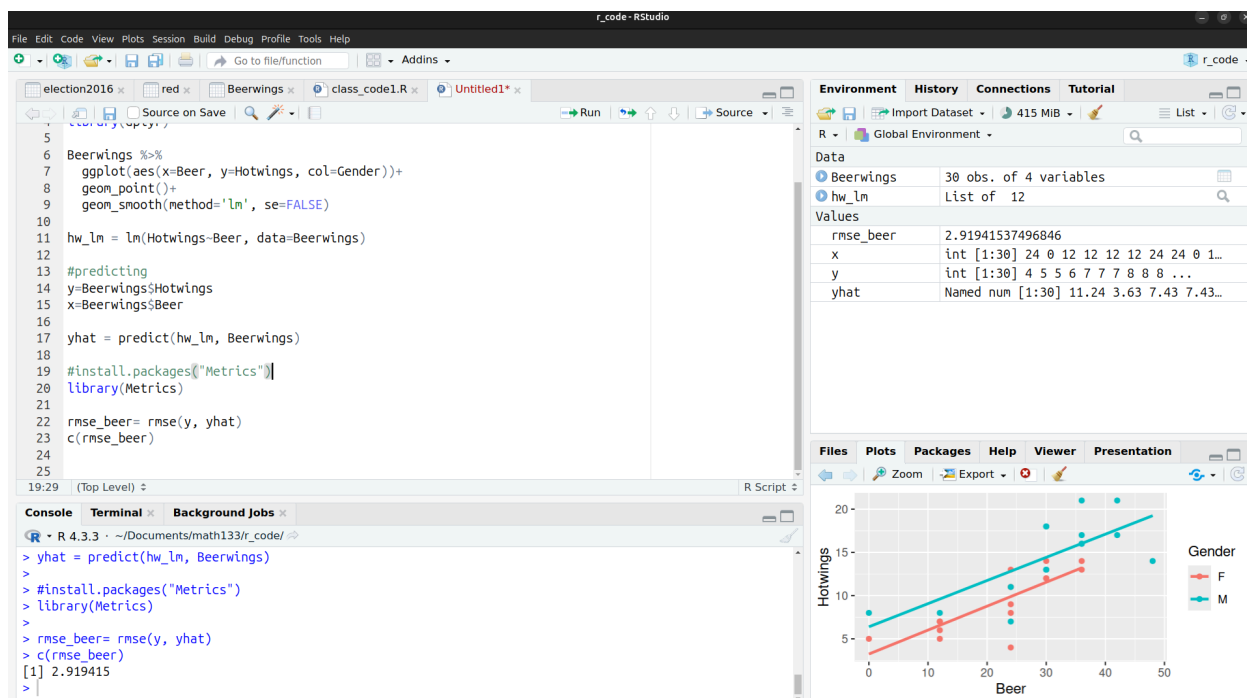 r_code - RStudio
File Edit Code View Plots Session Build Debug Profile Tools Help
Go to file/function Addins r_code
election2016 red Beerwings class_code1.R Untitled1*
Source on Save Run Source
4
5
6 Beerwings %>%
7 ggplot(aes(x=Beer, y=Hotwings, col=Gender))+
8 geom_point()+
9 geom_smooth(method='lm', se=FALSE)
10
11 hw_lm = lm(Hotwings~Beer, data=Beerwings)
12
13 #predicting
14 y=Beerwings$Hotwings
15 x=Beerwings$Beer
16
17 yhat = predict(hw_lm, Beerwings)
18
19 #install.packages("Metrics")
20 library(Metrics)
21
22 rmse_beer= rmse(y, yhat)
23 c(rmse_beer)
24
25
19:29 (Top Level) R Script
Console Terminal Background Jobs
R 4.3.3 · ~/Documents/math133/r_code/
> yhat = predict(hw_lm, Beerwings)
>
> #install.packages("Metrics")
> library(Metrics)
>
> rmse_beer= rmse(y, yhat)
> c(rmse_beer)
[1] 2.919415
>
Environment History Connections Tutorial
Import Dataset 415 MiB List
R Global Environment
Data
Beerwings 30 obs. of 4 variables
hw_lm List of 12
Values
rmse_beer 2.91941537496846
x int [1:30] 24 0 12 12 12 12 24 24 0 1…
y int [1:30] 4 5 5 6 7 7 7 8 8 8 ...
yhat Named num [1:30] 11.24 3.63 7.43 7.43…
Files Plots Packages Help Viewer Presentation
Zoom Export
20
15
10
5
Hotwings
0 10 20 30 40 50
Beer
Gender
F
M